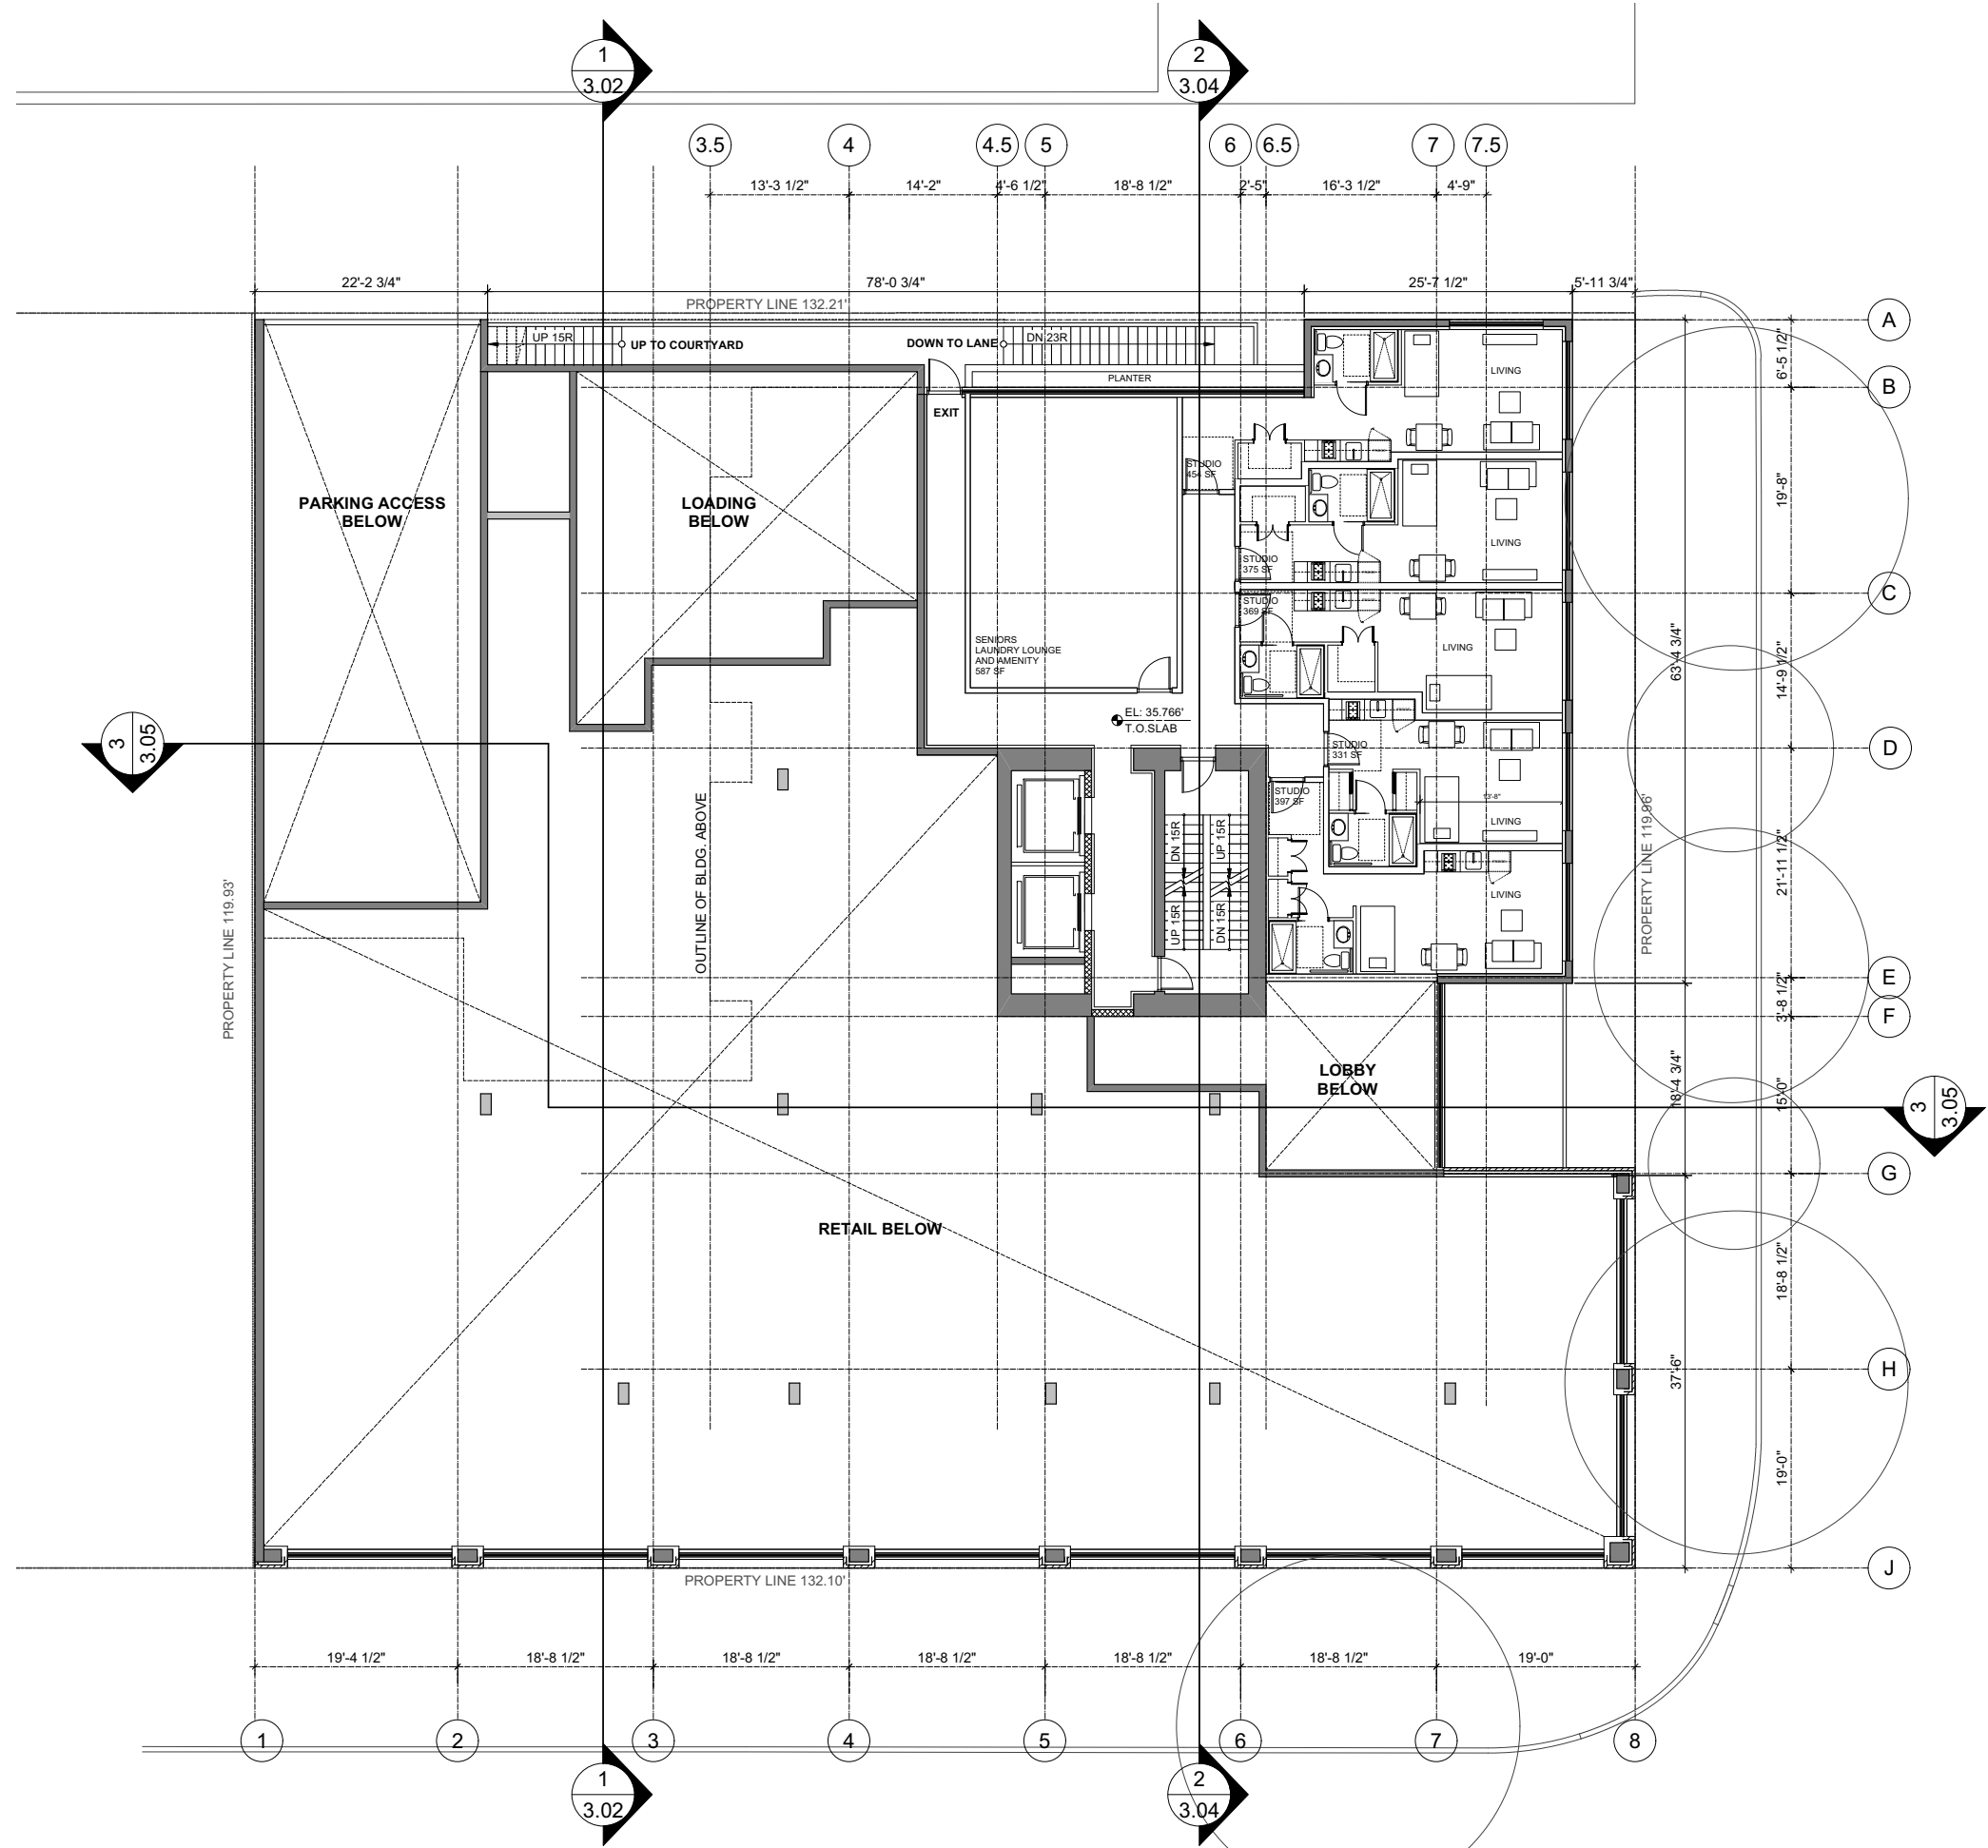 1
3.02
2
3.04
3.5
4
4.5
5
6
6.5
7
7.5
13'-3 1/2"
14'-2"
4'-6 1/2"
18'-8 1/2"
2'-5"
16'-3 1/2"
4'-9"
22'-2 3/4"
78'-0 3/4"
25'-7 1/2"
5'-11 3/4"
PROPERTY LINE 132.21'
A
UP 15R
UP TO COURTYARD
DOWN TO LANE
DN 23R
PLANTER
LIVING
6'-5 1/2"
B
EXIT
STUDIO
454 SF
PARKING ACCESS
BELOW
LOADING
BELOW
19'-8"
LIVING
STUDIO
375 SF
C
STUDIO
369 SF
SENIORS
LAUNDRY LOUNGE
AND AMENITY
587 SF
LIVING
63'-4 3/4"
14'-9 1/2"
EL: 35.766'
T.O.SLAB
3
3.05
D
STUDIO
331 SF
STUDIO
397 SF
13'-8"
LIVING
OUTLINE OF BLDG. ABOVE
DN 15R
UP 15R
UP 15R
DN 15R
LIVING
PROPERTY LINE 119.96'
21'-11 1/2"
PROPERTY LINE 119.93'
E
3'-8 1/2"
F
LOBBY
BELOW
18'-4 3/4"
15'-0"
3
3.05
G
RETAIL BELOW
18'-8 1/2"
H
37'-6"
19'-0"
J
PROPERTY LINE 132.10'
19'-4 1/2"
18'-8 1/2"
18'-8 1/2"
18'-8 1/2"
18'-8 1/2"
18'-8 1/2"
19'-0"
1
2
3
4
5
6
7
8
1
3.02
2
3.04